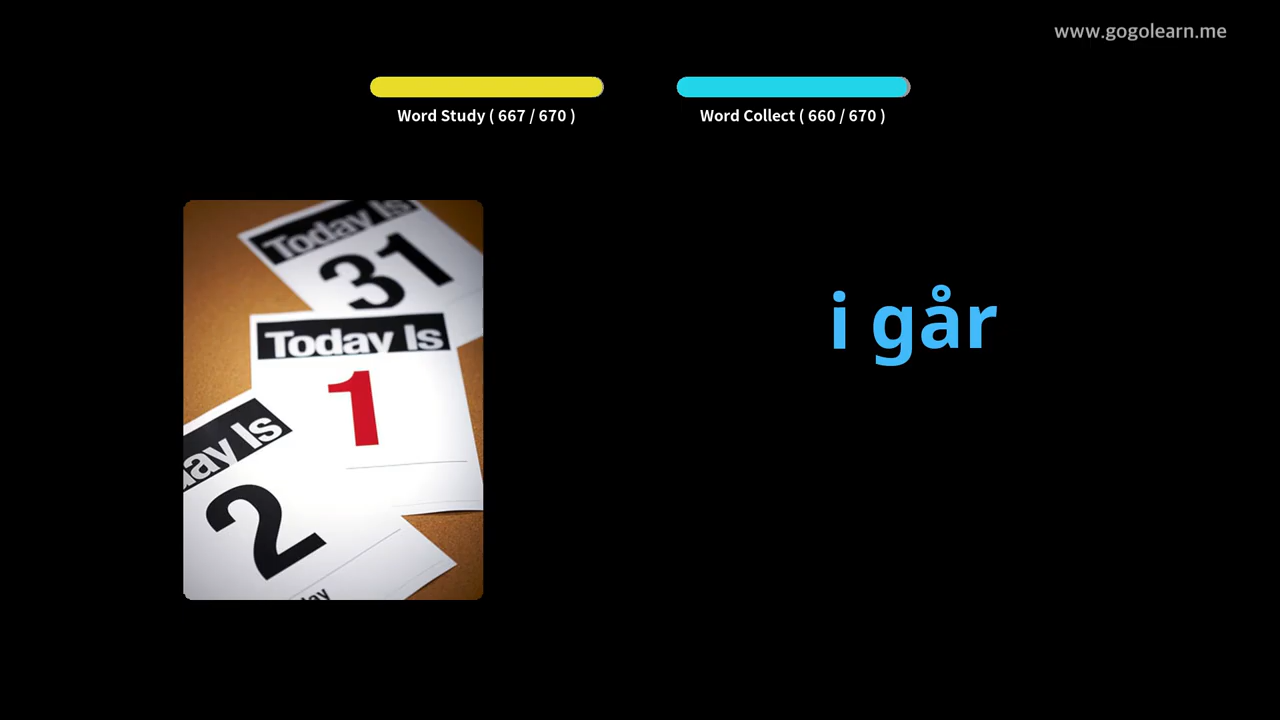 www.gogolearn.me
Word Study ( 667 / 670 )
Word Collect ( 660 / 670 )
Today Is
31
Today Is
1
ay Is
2
i går